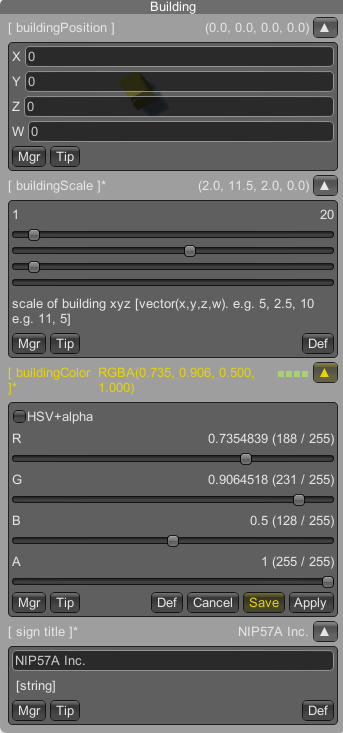 Building
[ buildingPosition ] (0.0, 0.0, 0.0, 0.0) ▲
X 0
Y 0
Z 0
W 0
Mgr Tip
[ buildingScale ]* (2.0, 11.5, 2.0, 0.0) ▲
1 20
scale of building xyz [vector(x,y,z,w). e.g. 5, 2.5, 10
e.g. 11, 5]
Mgr Tip Def
[ buildingColor RGBA(0.735, 0.906, 0.500, ▲
]* 1.000)
HSV+alpha
R 0.7354839 (188 / 255)
G 0.9064518 (231 / 255)
B 0.5 (128 / 255)
A 1 (255 / 255)
Mgr Tip Def Cancel Save Apply
[ sign title ]* NIP57A Inc. ▲
NIP57A Inc.
[string]
Mgr Tip Def